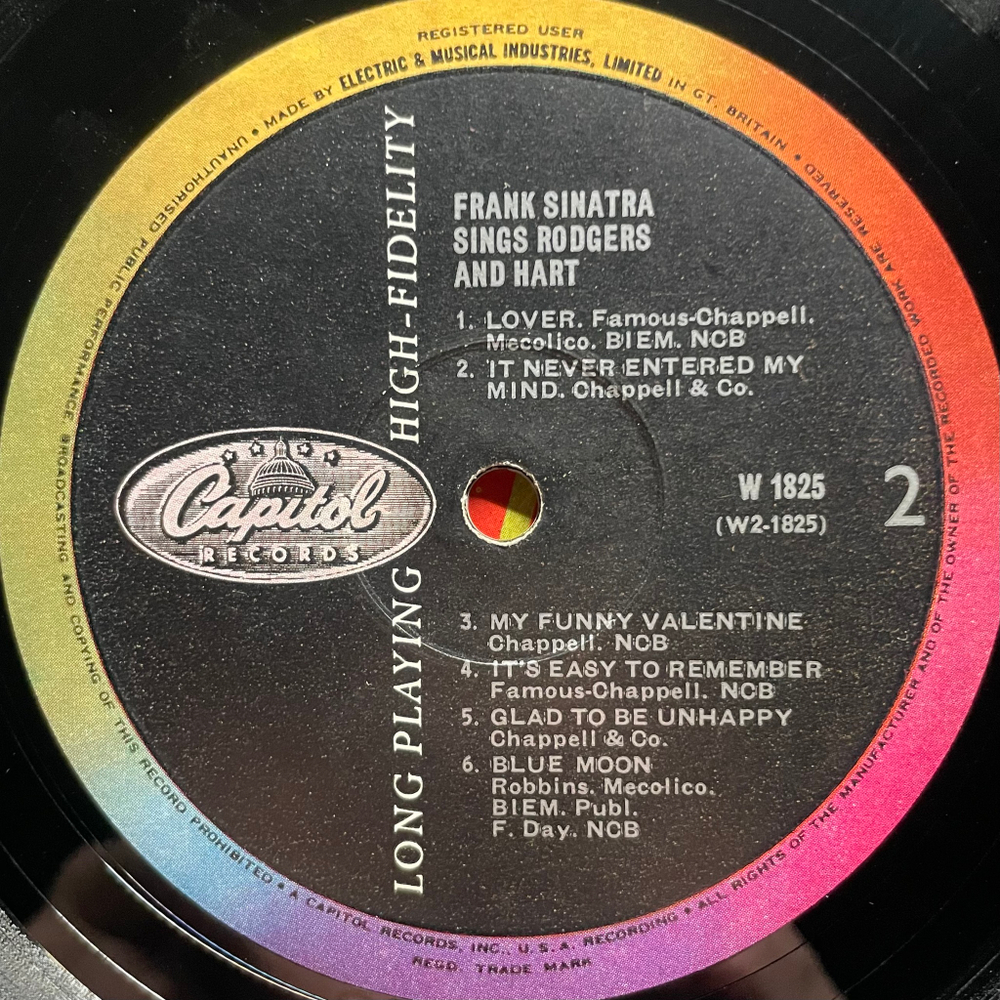 REGISTERED USER
MADE BY ELECTRIC & MUSICAL INDUSTRIES, LIMITED IN GT. BRITAIN • ALL RIGHTS OF THE MANUFACTURER AND OF THE OWNER OF THE RECORDED WORK ARE RESERVED • UNAUTHORISED PUBLIC PERFORMANCE, BROADCASTING AND COPYING OF THIS RECORD PROHIBITED •
A CAPITOL RECORDS, INC., U.S.A. RECORDING •
REGD. TRADE MARK
LONG PLAYING HIGH-FIDELITY
Capitol
RECORDS
FRANK SINATRA
SINGS RODGERS
AND HART
1. LOVER. Famous-Chappell.
Mecolico. BIEM. NCB
2. IT NEVER ENTERED MY
MIND. Chappell & Co.
W 1825
(W2-1825)
2
3. MY FUNNY VALENTINE
Chappell. NCB
4. IT'S EASY TO REMEMBER
Famous-Chappell. NCB
5. GLAD TO BE UNHAPPY
Chappell & Co.
6. BLUE MOON
Robbins. Mecolico.
BIEM. Publ.
F. Day. NCB